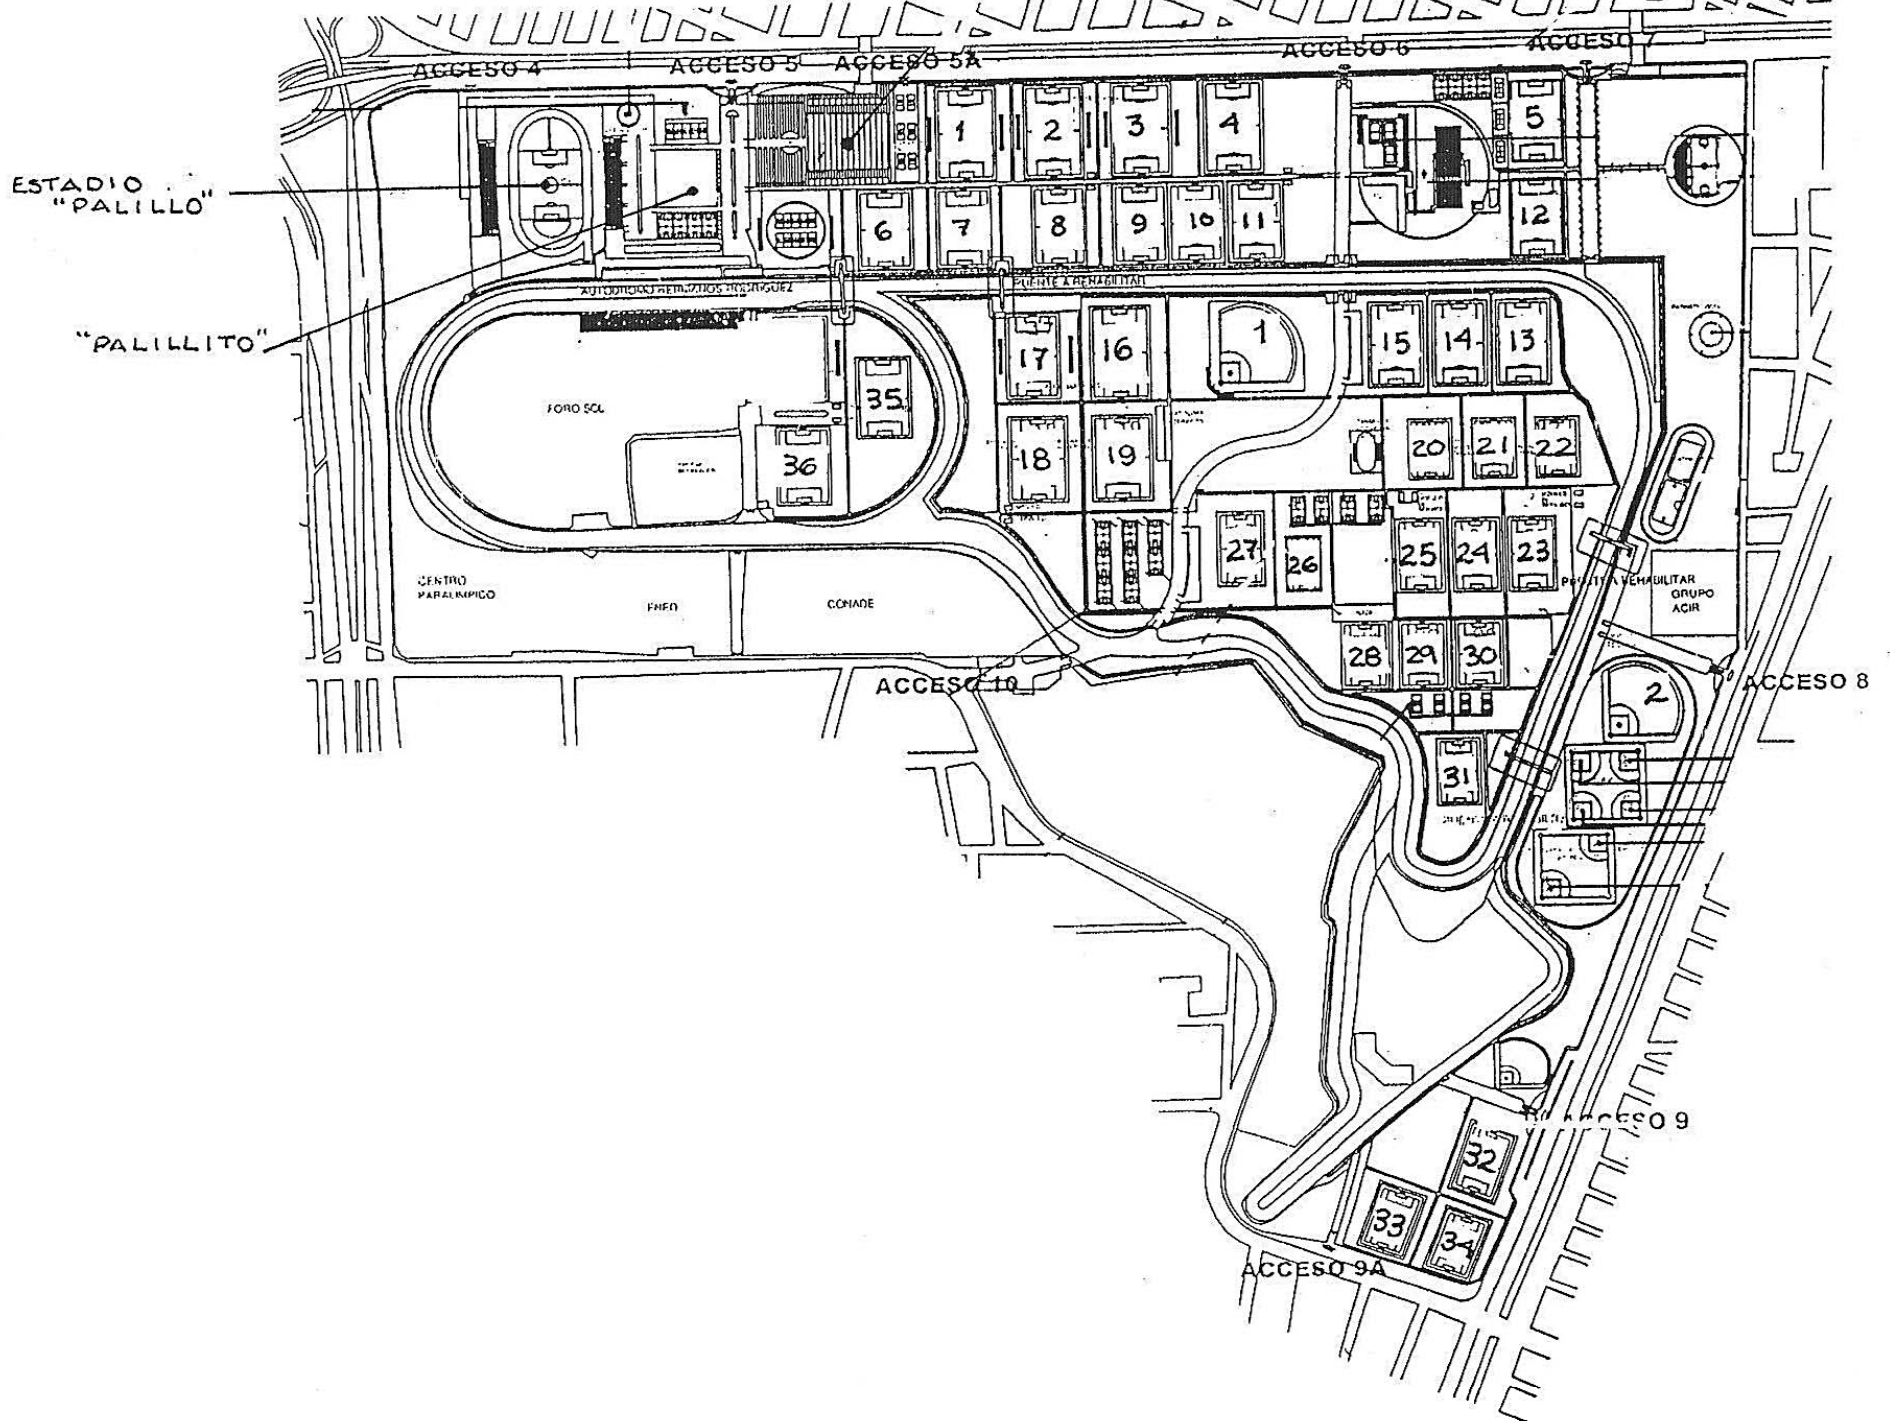 ACCESO 4
ACCESO 5
ACCESO 5A
ACCESO 6
ACCESO 7
1
2
3
4
5
ESTADIO
"PALILLO"
6
7
8
9
10
11
12
AUTODROMO HERMANOS RODRIGUEZ
PUENTE A REHABILITAR
"PALILLITO"
17
16
1
15
14
13
35
FORO SOL
36
18
19
20
21
22
27
26
25
24
23
CENTRO
PARALIMPICO
CONADE
PUENTE A REHABILITAR
GRUPO
ACIR
28
29
30
ACCESO 10
2
ACCESO 8
31
ACCESO 9
32
33
34
ACCESO 9A